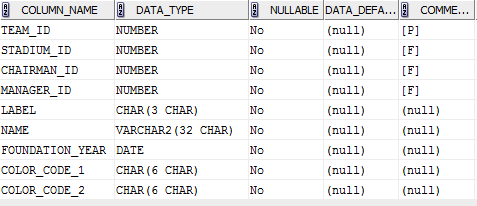 COLUMN_NAME DATA_TYPE NULLABLE DATA_DEFA... COMME...
TEAM_ID NUMBER No (null) [P]
STADIUM_ID NUMBER No (null) [F]
CHAIRMAN_ID NUMBER No (null) [F]
MANAGER_ID NUMBER No (null) [F]
LABEL CHAR(3 CHAR) No (null) (null)
NAME VARCHAR2(32 CHAR) No (null) (null)
FOUNDATION_YEAR DATE No (null) (null)
COLOR_CODE_1 CHAR(6 CHAR) No (null) (null)
COLOR_CODE_2 CHAR(6 CHAR) No (null) (null)